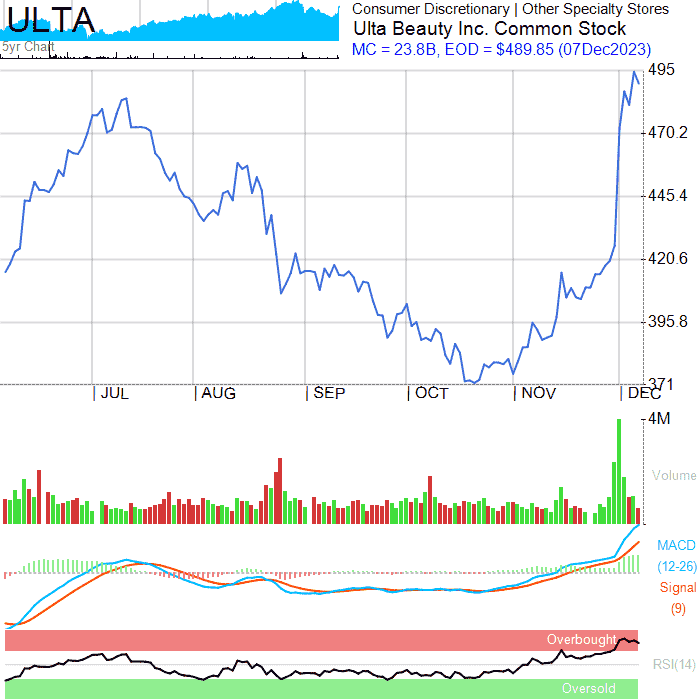 ULTA
5yr Chart
Consumer Discretionary | Other Specialty Stores
Ulta Beauty Inc. Common Stock
MC = 23.8B, EOD = $489.85 (07Dec2023)
495
470.2
445.4
420.6
395.8
371
JUL AUG SEP OCT NOV DEC
4M
Volume
MACD
(12-26)
Signal
(9)
Overbought
RSI(14)
Oversold